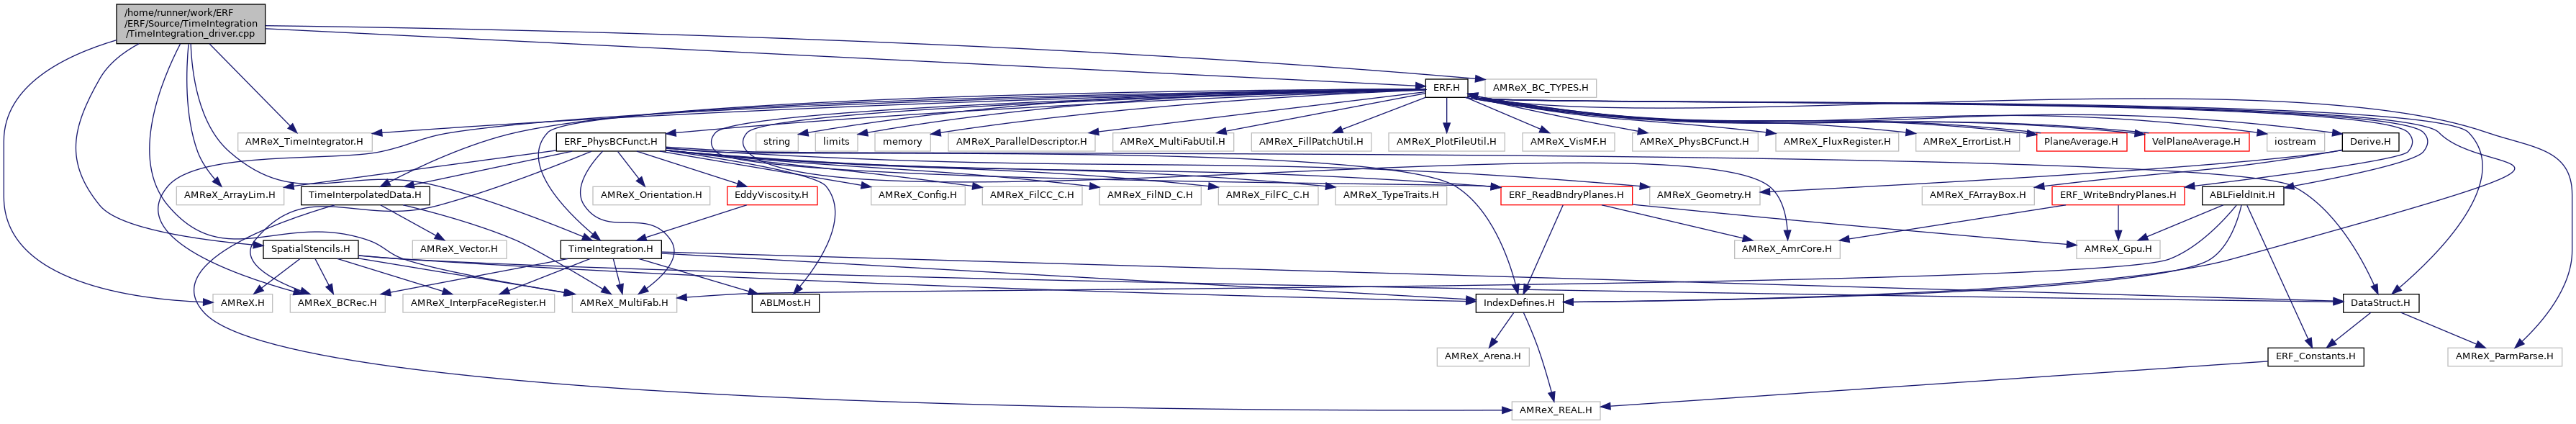 /home/runner/work/ERF
/ERF/Source/TimeIntegration
/TimeIntegration_driver.cpp
ERF.H
AMReX_BC_TYPES.H
AMReX_TimeIntegrator.H
ERF_PhysBCFunct.H
string
limits
memory
AMReX_ParallelDescriptor.H
AMReX_MultiFabUtil.H
AMReX_FillPatchUtil.H
AMReX_PlotFileUtil.H
AMReX_VisMF.H
AMReX_PhysBCFunct.H
AMReX_FluxRegister.H
AMReX_ErrorList.H
PlaneAverage.H
VelPlaneAverage.H
iostream
Derive.H
AMReX_ArrayLim.H
TimeInterpolatedData.H
AMReX_Orientation.H
EddyViscosity.H
AMReX_Config.H
AMReX_FilCC_C.H
AMReX_FilND_C.H
AMReX_FilFC_C.H
AMReX_TypeTraits.H
ERF_ReadBndryPlanes.H
AMReX_Geometry.H
AMReX_FArrayBox.H
ERF_WriteBndryPlanes.H
ABLFieldInit.H
SpatialStencils.H
AMReX_Vector.H
TimeIntegration.H
AMReX_AmrCore.H
AMReX_Gpu.H
AMReX.H
AMReX_BCRec.H
AMReX_InterpFaceRegister.H
AMReX_MultiFab.H
ABLMost.H
IndexDefines.H
DataStruct.H
AMReX_Arena.H
ERF_Constants.H
AMReX_ParmParse.H
AMReX_REAL.H